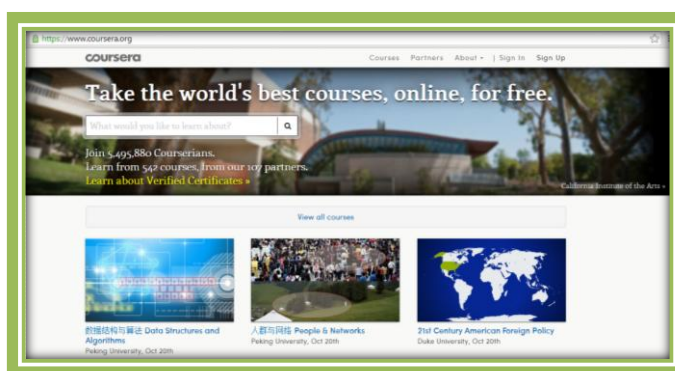 https://www.coursera.org
coursera
Courses Partners About | Sign In Sign Up
Take the world's best courses, online, for free.
What would you like to learn about?
Join 5,495,880 Courserians.
Learn from 542 courses, from our 107 partners.
Learn about Verified Certificates »
California Institute of the Arts »
View all courses
数据结构与算法 Data Structures and
Algorithms
Peking University, Oct 20th
人群与网络 People & Networks
Peking University, Oct 20th
21st Century American Foreign Policy
Duke University, Oct 20th